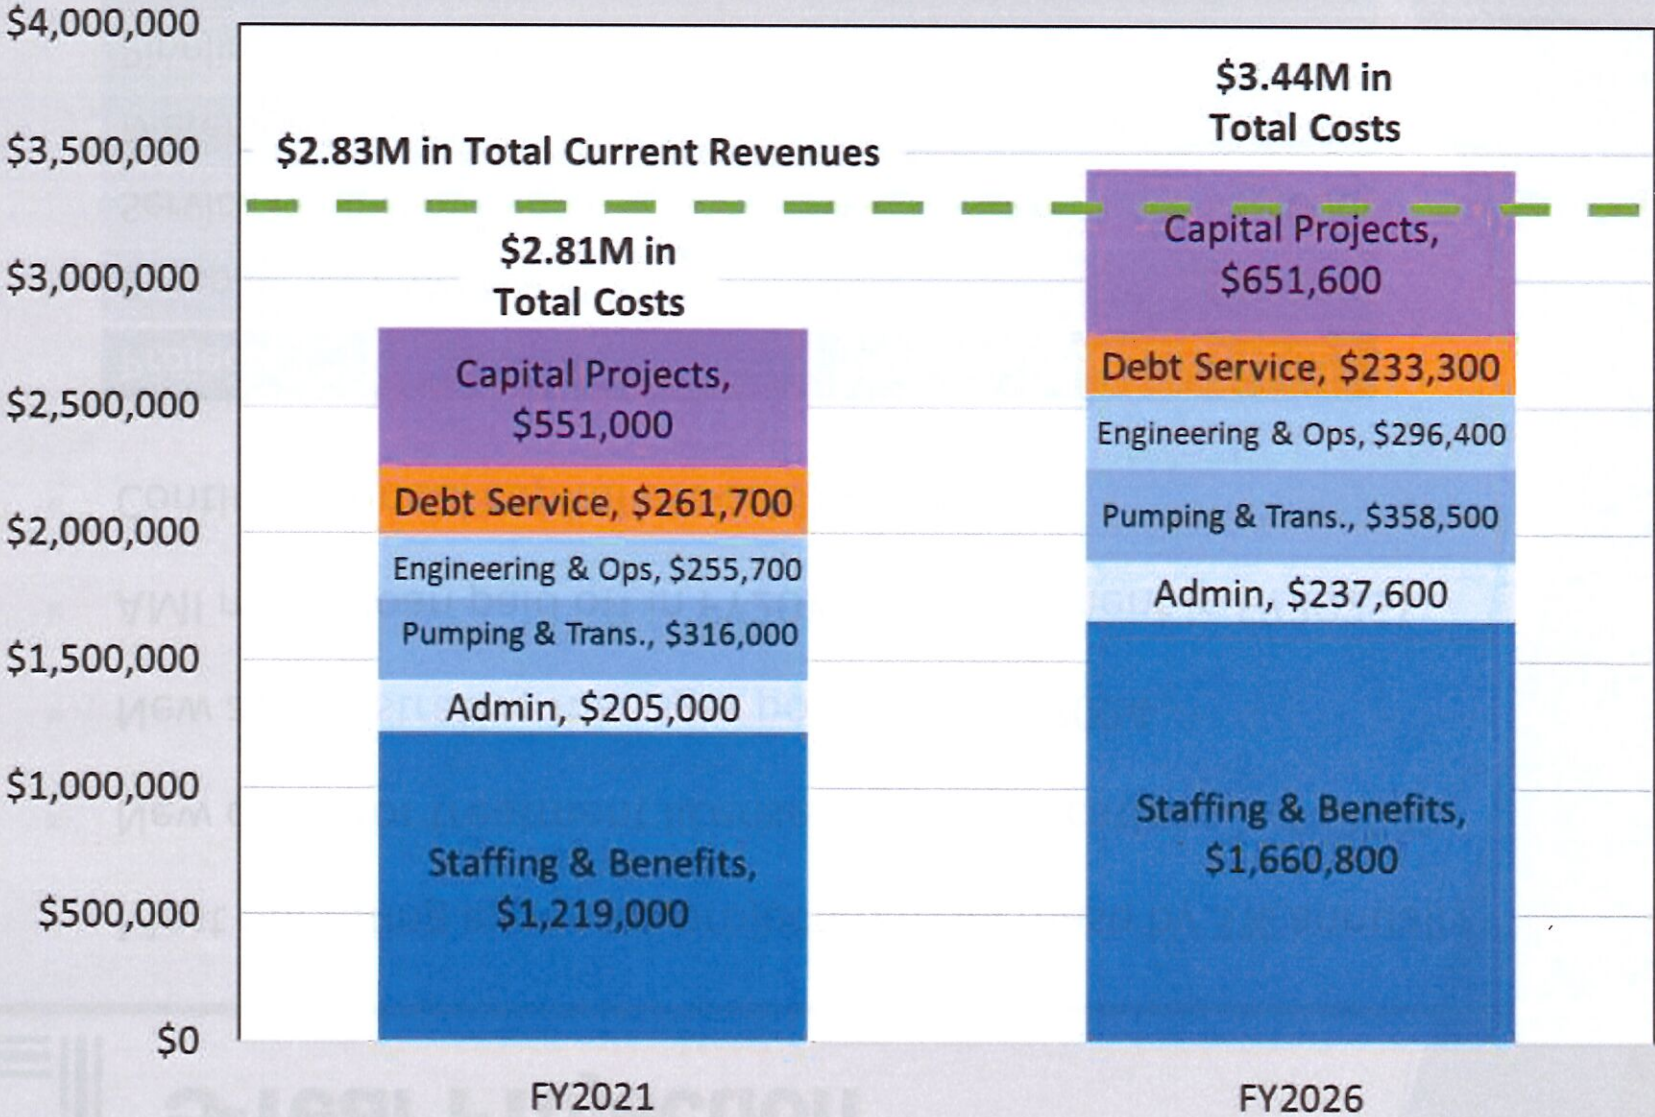 $4,000,000
$3,500,000
$3,000,000
$2,500,000
$2,000,000
$1,500,000
$1,000,000
$500,000
$0
$2.83M in Total Current Revenues
$2.81M in
Total Costs
Capital Projects,
$551,000
Debt Service, $261,700
Engineering & Ops, $255,700
Pumping & Trans., $316,000
Admin, $205,000
Staffing & Benefits,
$1,219,000
FY2021
$3.44M in
Total Costs
Capital Projects,
$651,600
Debt Service, $233,300
Engineering & Ops, $296,400
Pumping & Trans., $358,500
Admin, $237,600
Staffing & Benefits,
$1,660,800
FY2026